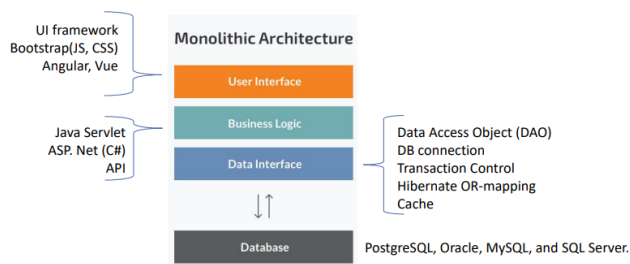 UI framework
Bootstrap(JS, CSS)
Angular, Vue
Monolithic Architecture
User Interface
Java Servlet
ASP. Net (C#)
API
Business Logic
Data Interface
Data Access Object (DAO)
DB connection
Transaction Control
Hibernate OR-mapping
Cache
Database
PostgreSQL, Oracle, MySQL, and SQL Server.